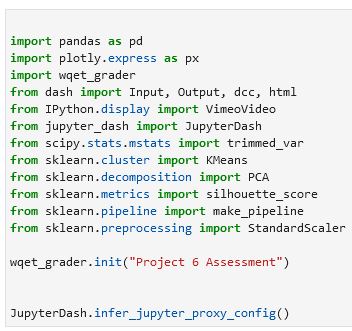 import pandas as pd
import plotly.express as px
import wqet_grader
from dash import Input, Output, dcc, html
from IPython.display import VimeoVideo
from jupyter_dash import JupyterDash
from scipy.stats.mstats import trimmed_var
from sklearn.cluster import KMeans
from sklearn.decomposition import PCA
from sklearn.metrics import silhouette_score
from sklearn.pipeline import make_pipeline
from sklearn.preprocessing import StandardScaler
wqet_grader.init("Project 6 Assessment")
JupyterDash.infer_jupyter_proxy_config()